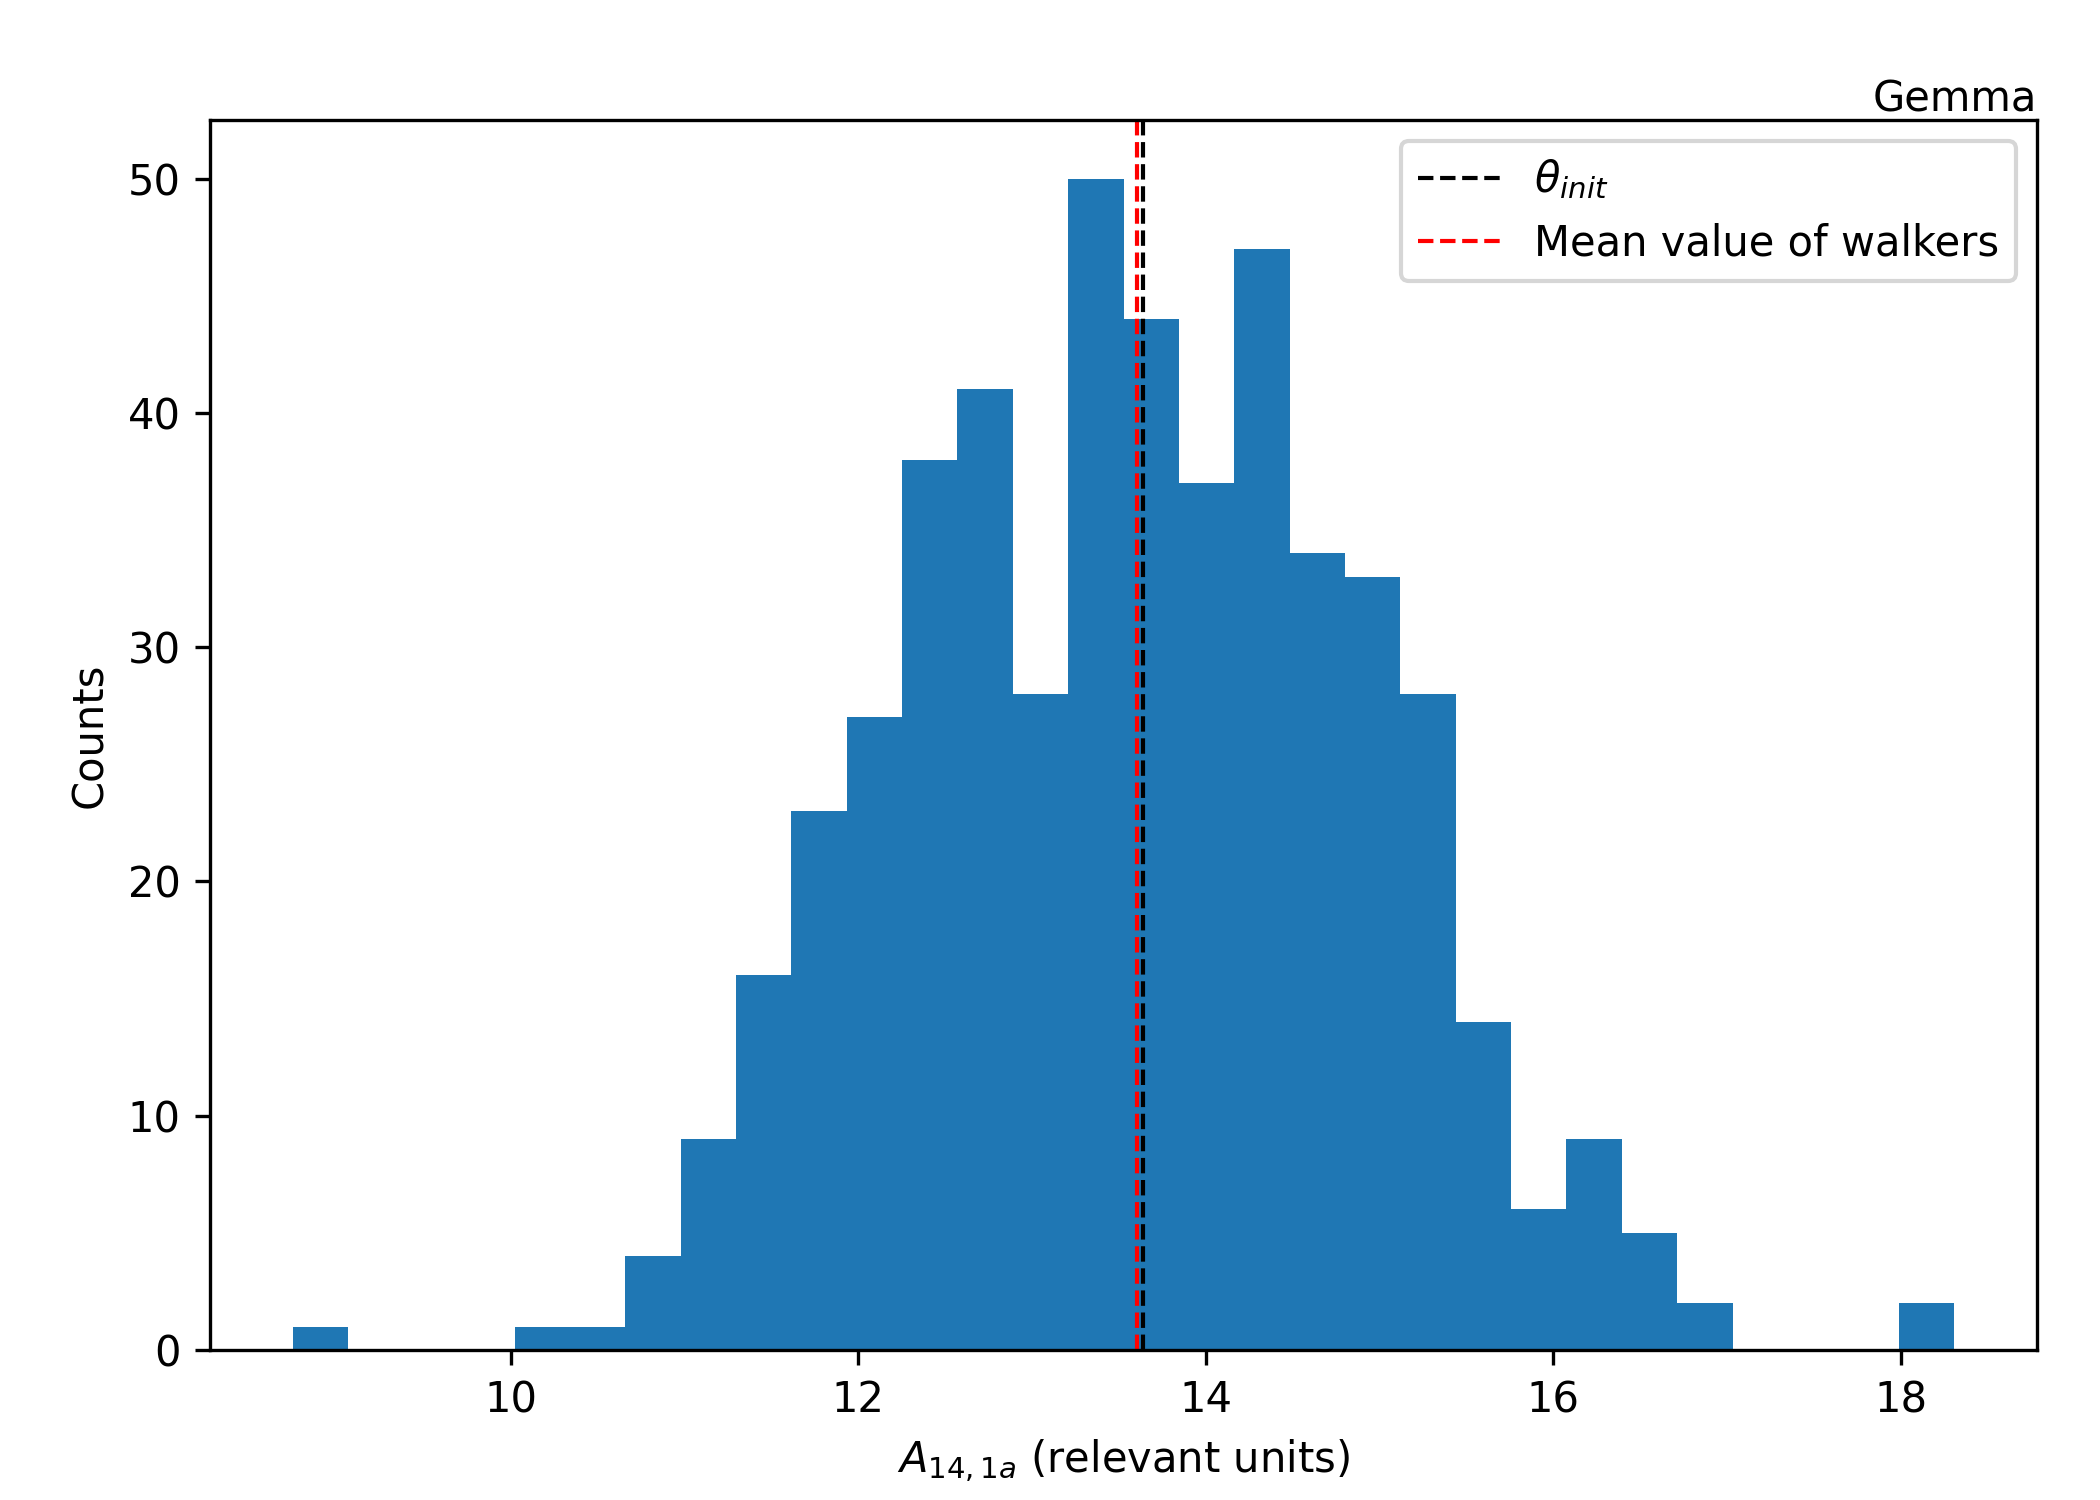 Gemma
θ_init
Mean value of walkers
50
40
30
20
10
0
Counts
10 12 14 16 18
A_14,1a (relevant units)